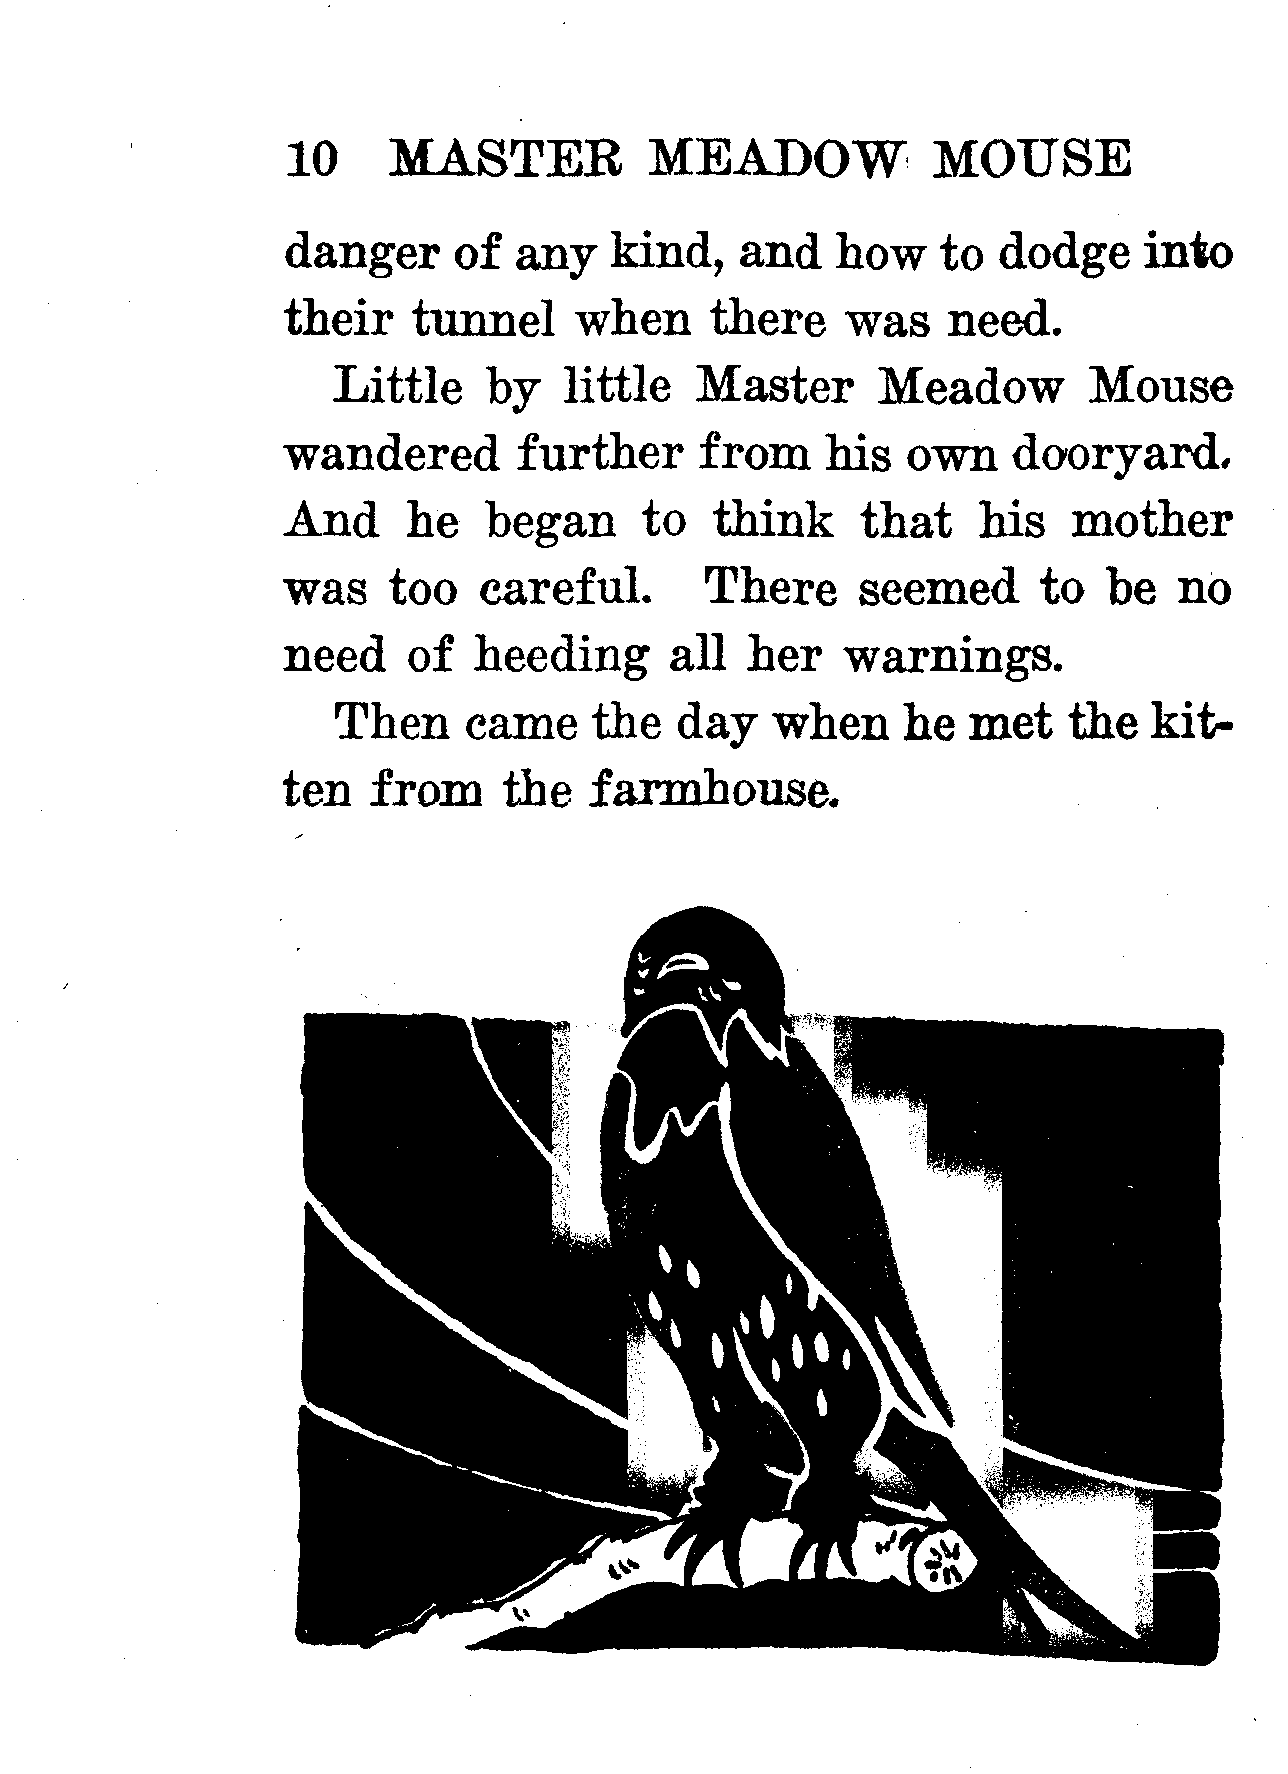 10 MASTER MEADOW MOUSE
danger of any kind, and how to dodge into
their tunnel when there was need.
Little by little Master Meadow Mouse
wandered further from his own dooryard.
And he began to think that his mother
was too careful. There seemed to be no
need of heeding all her warnings.
Then came the day when he met the kit-
ten from the farmhouse.